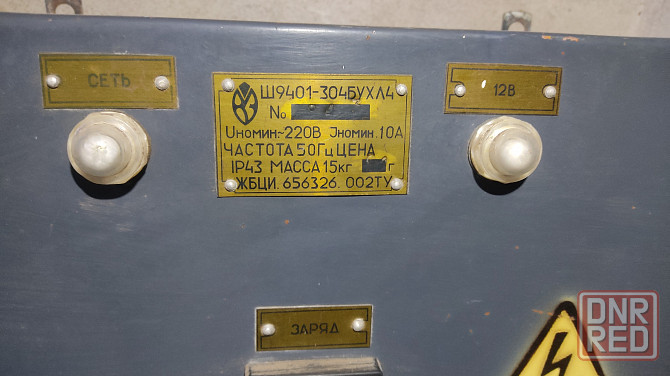 СЕТЬ
Ш9401-304БУХЛ4
№
Uномин.~220В Jномин.10А
ЧАСТОТА 50Гц ЦЕНА
IP43 МАССА 15кг г
ЖБЦИ. 656326. 002ТУ
12В
ЗАРЯД
DNR
RED